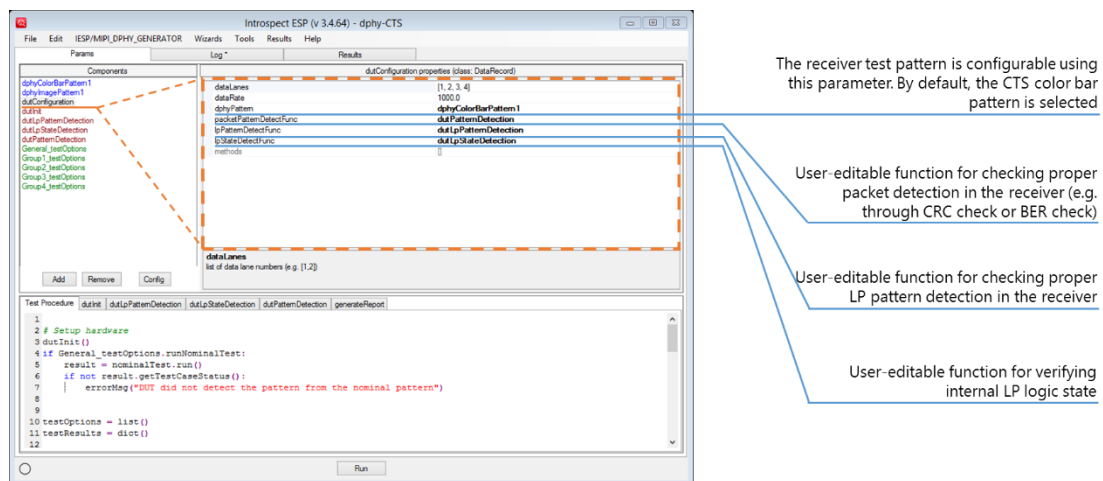 Introspect ESP (v 3.4.64) - dphy-CTS
File Edit IESP/MIPI_DPHY_GENERATOR Wizards Tools Results Help
Params Log * Results
Components
dphyColorBarPattern1
dphyImagePattern1
dutConfiguration
dutInit
dutLpPatternDetection
dutLpStateDetection
dutPatternDetection
General_testOptions
Group1_testOptions
Group2_testOptions
Group3_testOptions
Group4_testOptions
Add Remove Config
dutConfiguration properties (class: DataRecord)
dataLanes [1, 2, 3, 4]
dataRate 1000.0
dphyPattern dphyColorBarPattern1
packetPatternDetectFunc dutPatternDetection
lpPatternDetectFunc dutLpPatternDetection
lpStateDetectFunc dutLpStateDetection
methods []
dataLanes
list of data lane numbers (e.g. [1,2])
Test Procedure dutInit dutLpPatternDetection dutLpStateDetection dutPatternDetection generateReport
1
2 # Setup hardware
3 dutInit()
4 if General_testOptions.runNominalTest:
5 result = nominalTest.run()
6 if not result.getTestCaseStatus():
7 errorMsg("DUT did not detect the pattern from the nominal pattern")
8
9
10 testOptions = list()
11 testResults = dict()
12
Run
The receiver test pattern is configurable using
this parameter. By default, the CTS color bar
pattern is selected
User-editable function for checking proper
packet detection in the receiver (e.g.
through CRC check or BER check)
User-editable function for checking proper
LP pattern detection in the receiver
User-editable function for verifying
internal LP logic state